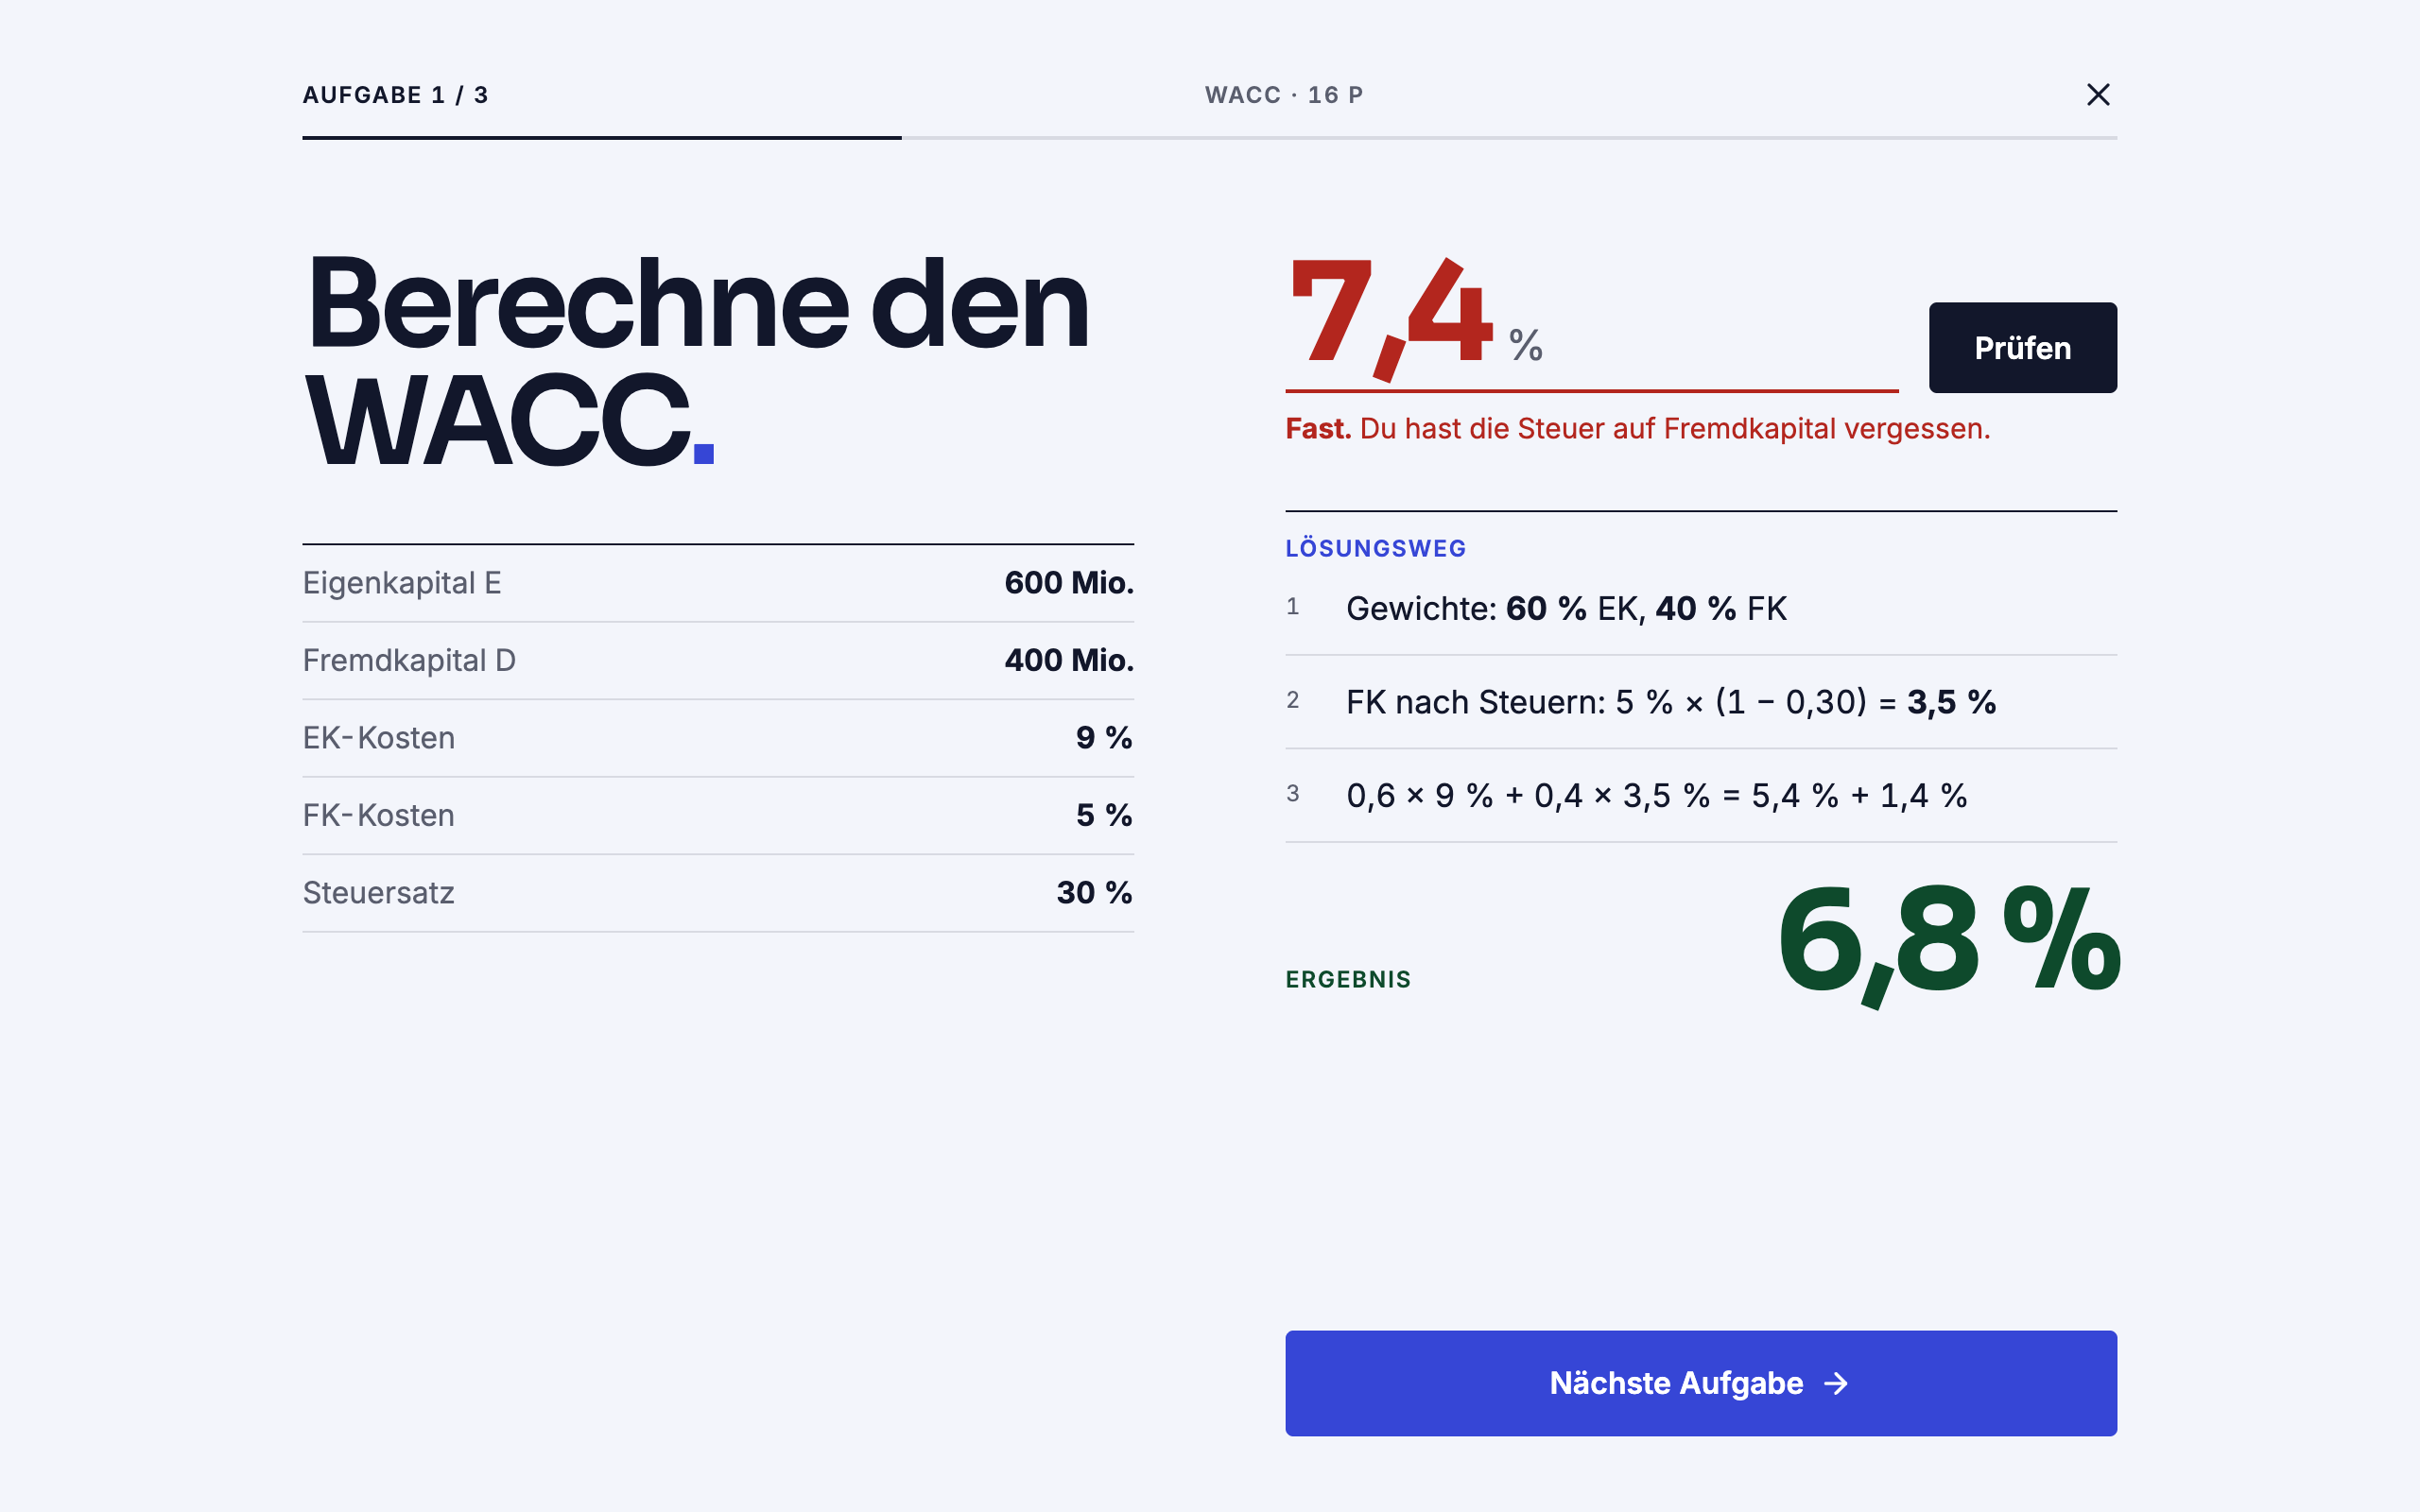 AUFGABE 1 / 3
WACC · 16 P
Berechne den
WACC.
Eigenkapital E 600 Mio.
Fremdkapital D 400 Mio.
EK-Kosten 9 %
FK-Kosten 5 %
Steuersatz 30 %
7,4 %
Prüfen
Fast. Du hast die Steuer auf Fremdkapital vergessen.
LÖSUNGSWEG
1 Gewichte: 60 % EK, 40 % FK
2 FK nach Steuern: 5 % × (1 − 0,30) = 3,5 %
3 0,6 × 9 % + 0,4 × 3,5 % = 5,4 % + 1,4 %
ERGEBNIS 6,8 %
Nächste Aufgabe →